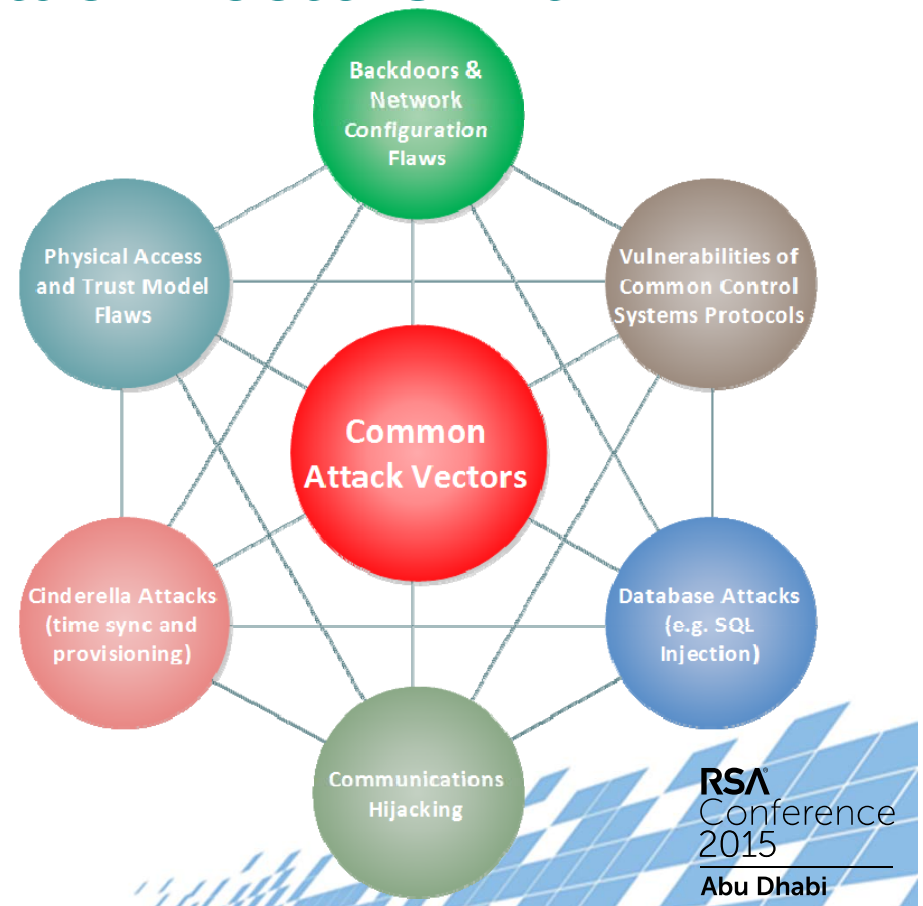 Backdoors &
Network
Configuration
Flaws
Physical Access
and Trust Model
Flaws
Vulnerabilities of
Common Control
Systems Protocols
Common
Attack Vectors
Cinderella Attacks
(time sync and
provisioning)
Database Attacks
(e.g. SQL
Injection)
Communications
Hijacking
RSA
Conference
2015
Abu Dhabi